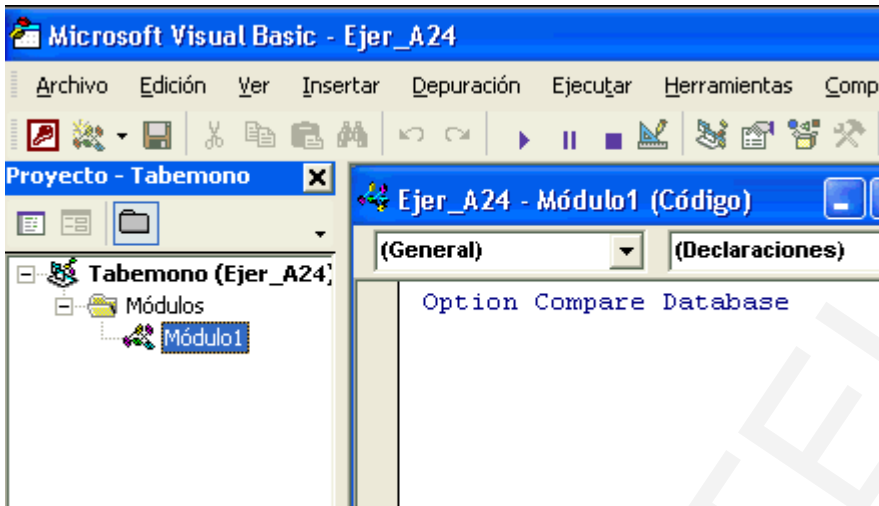 Microsoft Visual Basic - Ejer_A24
Archivo Edición Ver Insertar Depuración Ejecutar Herramientas Comp
Proyecto - Tabemono
Ejer_A24 - Módulo1 (Código)
(General) (Declaraciones)
Tabemono (Ejer_A24)
Módulos
Módulo1
Option Compare Database